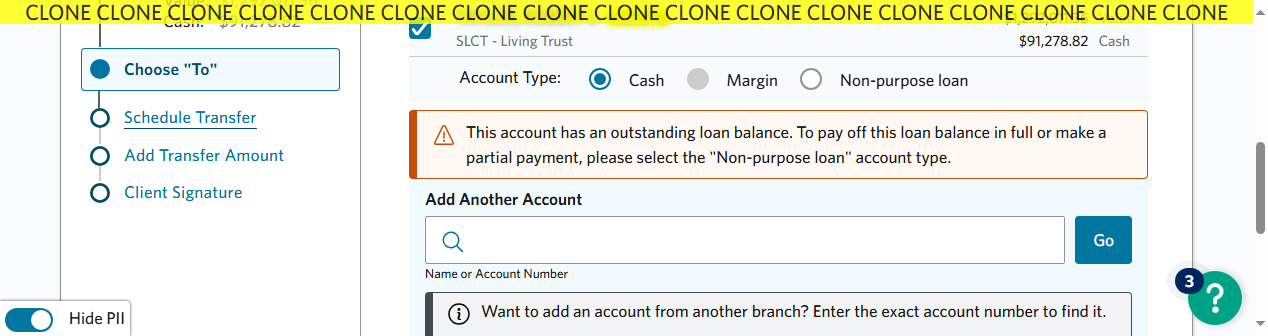 CLONE CLONE CLONE CLONE CLONE CLONE CLONE CLONE CLONE CLONE CLONE CLONE CLONE CLONE CLONE CLONE CLONE
Cash: $91,278.82
Choose "To"
Schedule Transfer
Add Transfer Amount
Client Signature
Hide PII
SLCT - Living Trust
$91,278.82 Cash
Account Type: Cash Margin Non-purpose loan
This account has an outstanding loan balance. To pay off this loan balance in full or make a
partial payment, please select the "Non-purpose loan" account type.
Add Another Account
Go
Name or Account Number
Want to add an account from another branch? Enter the exact account number to find it.
3
?